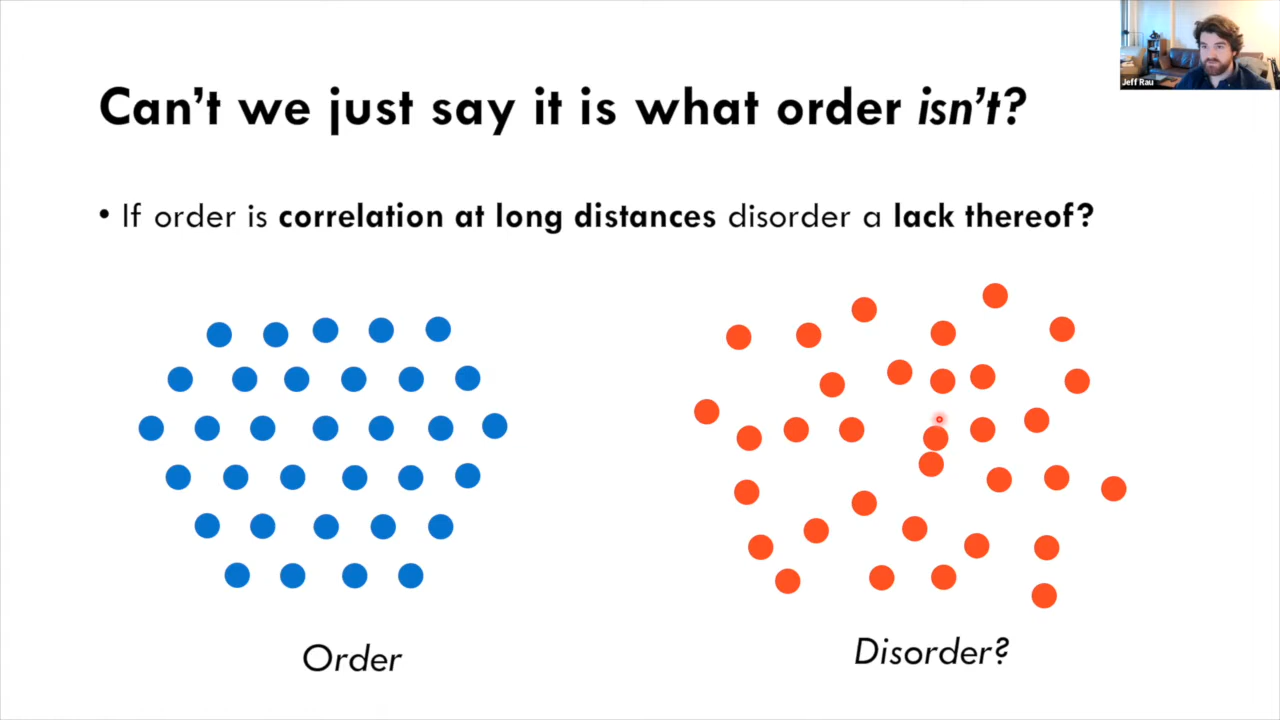 Jeff Rau
Can't we just say it is what order isn't?
• If order is correlation at long distances disorder a lack thereof?
Order
Disorder?